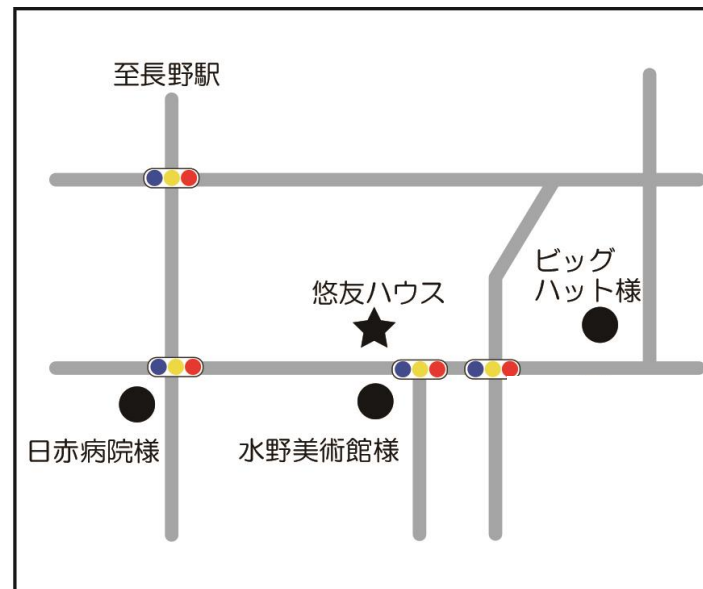 至長野駅
ビッグ
ハット様
悠友ハウス
日赤病院様
水野美術館様